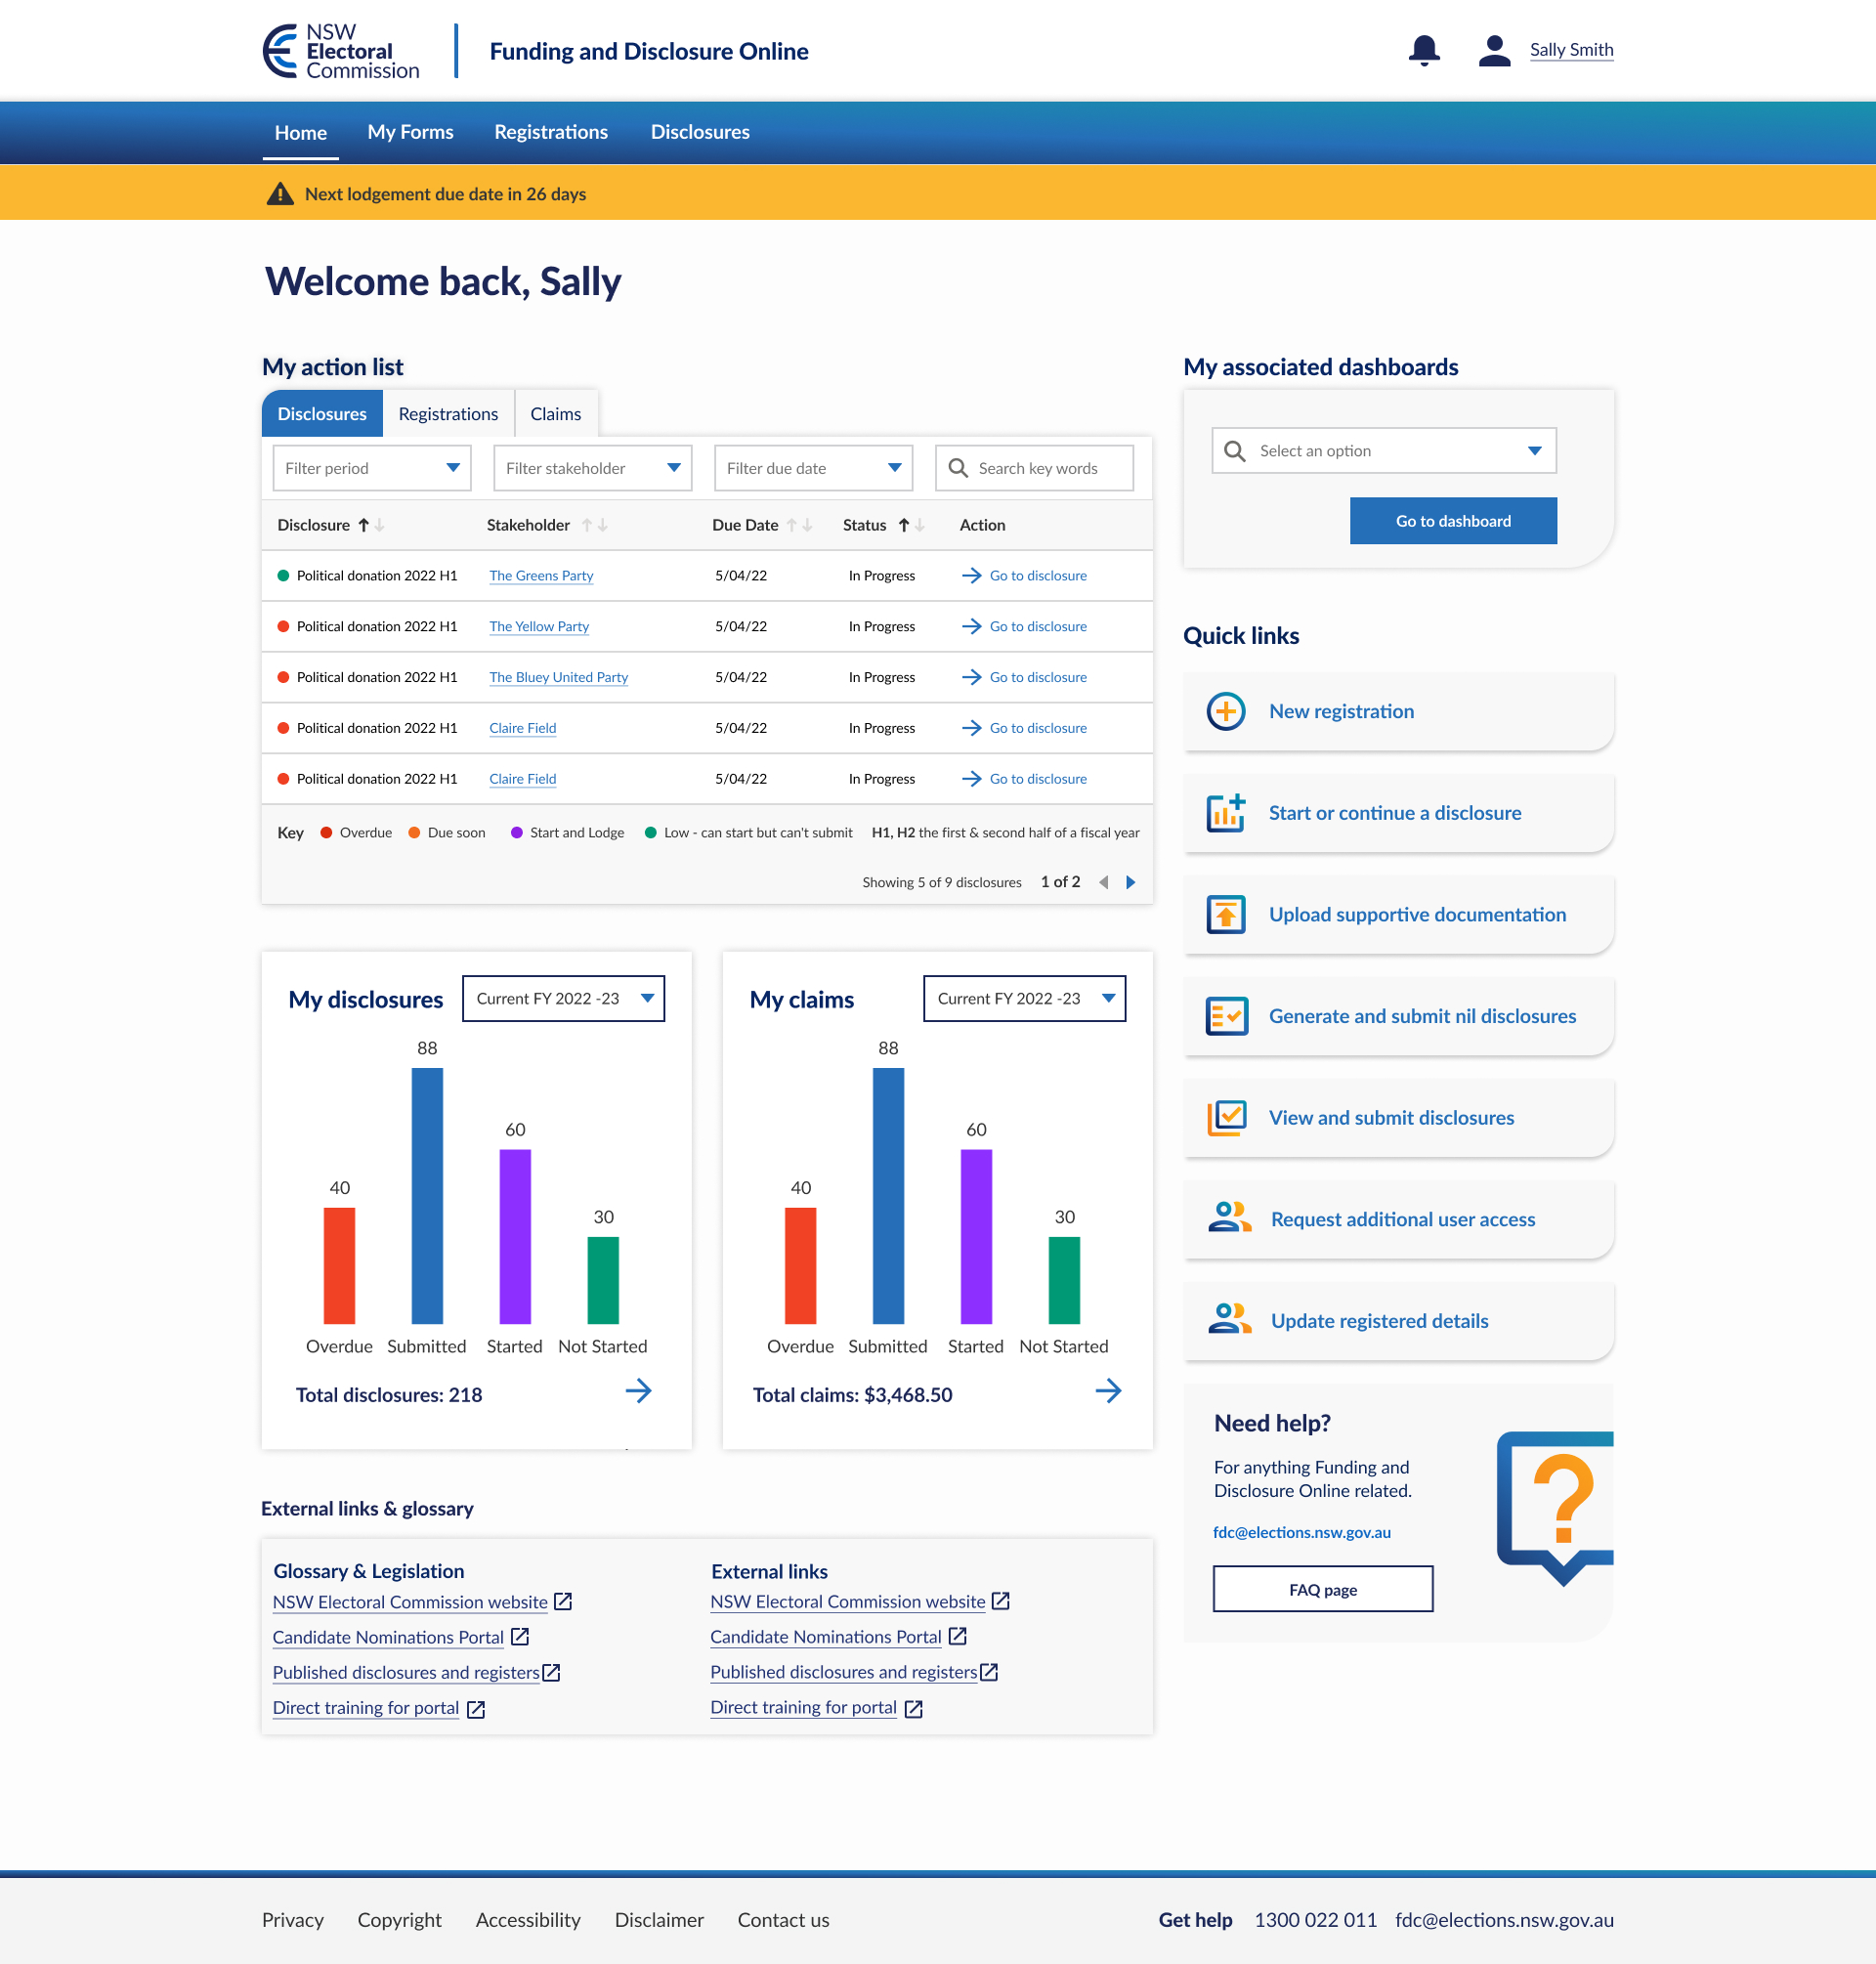 NSW
Electoral
Commission
Funding and Disclosure Online
Sally Smith
Home My Forms Registrations Disclosures
Next lodgement due date in 26 days
Welcome back, Sally
My action list
Disclosures Registrations Claims
Filter period Filter stakeholder Filter due date Search key words
Disclosure Stakeholder Due Date Status Action
Political donation 2022 H1 The Greens Party 5/04/22 In Progress Go to disclosure
Political donation 2022 H1 The Yellow Party 5/04/22 In Progress Go to disclosure
Political donation 2022 H1 The Bluey United Party 5/04/22 In Progress Go to disclosure
Political donation 2022 H1 Claire Field 5/04/22 In Progress Go to disclosure
Political donation 2022 H1 Claire Field 5/04/22 In Progress Go to disclosure
Key Overdue Due soon Start and Lodge Low - can start but can't submit H1, H2 the first & second half of a fiscal year
Showing 5 of 9 disclosures 1 of 2
My disclosures Current FY 2022 -23
88
60
40
30
Overdue Submitted Started Not Started
Total disclosures: 218
My claims Current FY 2022 -23
88
60
40
30
Overdue Submitted Started Not Started
Total claims: $3,468.50
External links & glossary
Glossary & Legislation
NSW Electoral Commission website
Candidate Nominations Portal
Published disclosures and registers
Direct training for portal
External links
NSW Electoral Commission website
Candidate Nominations Portal
Published disclosures and registers
Direct training for portal
My associated dashboards
Select an option
Go to dashboard
Quick links
New registration
Start or continue a disclosure
Upload supportive documentation
Generate and submit nil disclosures
View and submit disclosures
Request additional user access
Update registered details
Need help?
For anything Funding and
Disclosure Online related.
fdc@elections.nsw.gov.au
FAQ page
Privacy Copyright Accessibility Disclaimer Contact us
Get help 1300 022 011 fdc@elections.nsw.gov.au